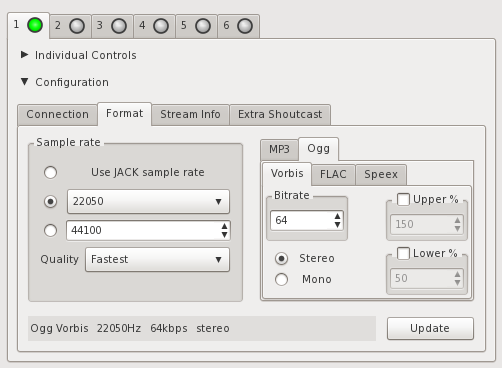 1 2 3 4 5 6
Individual Controls
Configuration
Connection Format Stream Info Extra Shoutcast
Sample rate
Use JACK sample rate
22050
44100
Quality Fastest
MP3 Ogg
Vorbis FLAC Speex
Bitrate
64
Stereo
Mono
Upper %
150
Lower %
50
Ogg Vorbis 22050Hz 64kbps stereo
Update